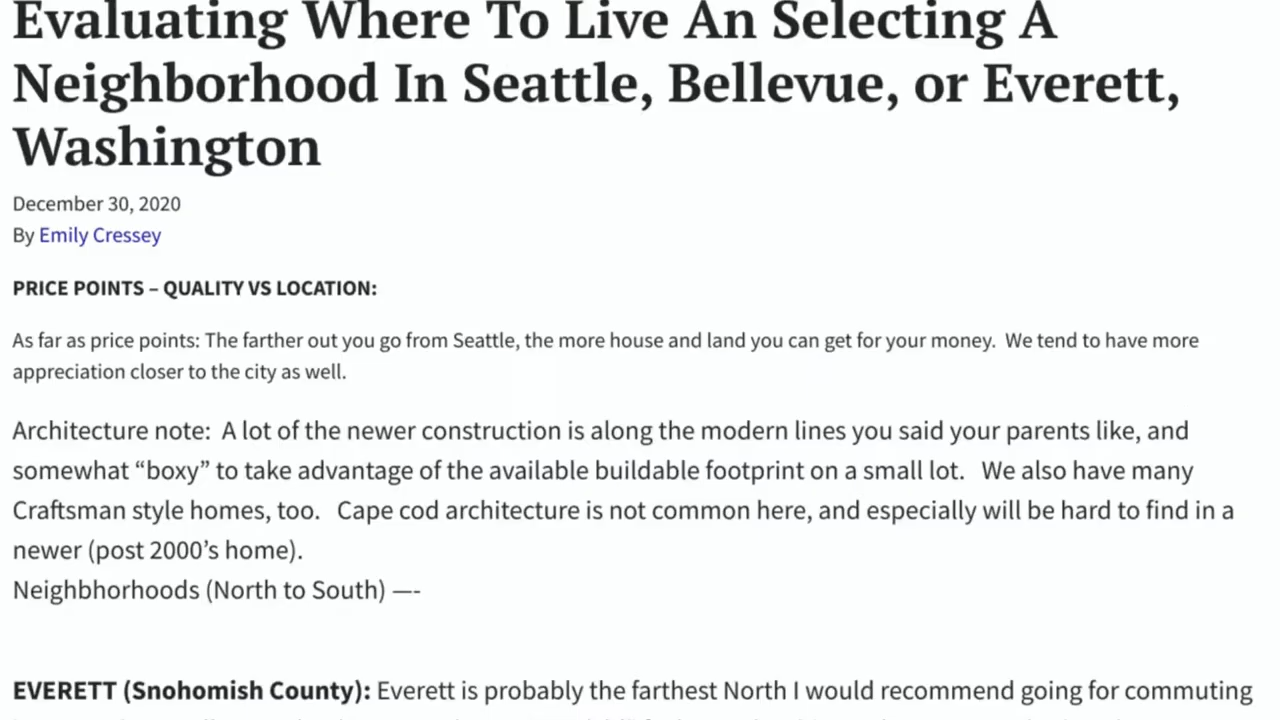 Evaluating Where To Live An Selecting A
Neighborhood In Seattle, Bellevue, or Everett,
Washington
December 30, 2020
By Emily Cressey
PRICE POINTS – QUALITY VS LOCATION:
As far as price points: The farther out you go from Seattle, the more house and land you can get for your money.  We tend to have more
appreciation closer to the city as well.
Architecture note:  A lot of the newer construction is along the modern lines you said your parents like, and
somewhat “boxy” to take advantage of the available buildable footprint on a small lot.   We also have many
Craftsman style homes, too.   Cape cod architecture is not common here, and especially will be hard to find in a
newer (post 2000’s home).
Neighbhorhoods (North to South) —-
EVERETT (Snohomish County): Everett is probably the farthest North I would recommend going for commuting